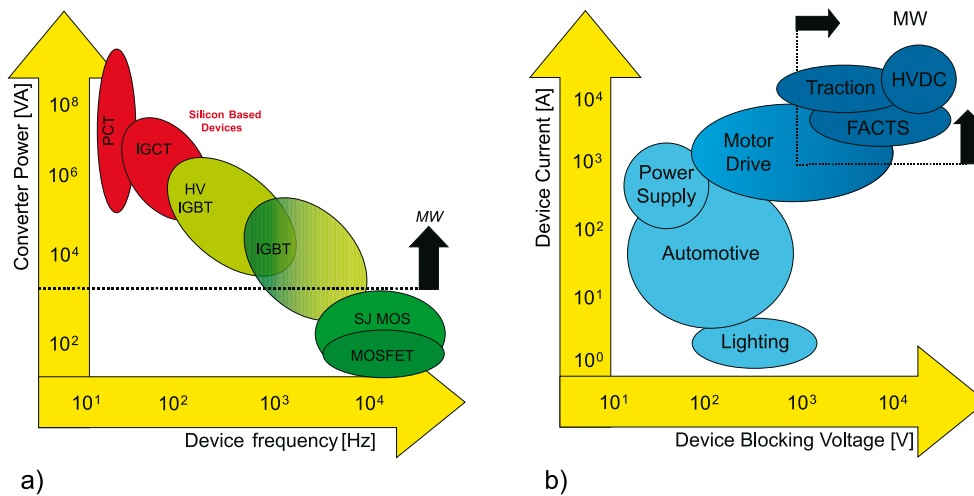 Converter Power [VA]
10⁸
10⁶
10⁴
10²
PCT
IGCT
Silicon Based
Devices
HV
IGBT
IGBT
MW
SJ MOS
MOSFET
10¹
10²
10³
10⁴
Device frequency [Hz]
a)
Device Current [A]
10⁴
10³
10²
10¹
10⁰
MW
Traction
HVDC
FACTS
Motor
Drive
Power
Supply
Automotive
Lighting
10¹
10²
10³
10⁴
Device Blocking Voltage [V]
b)